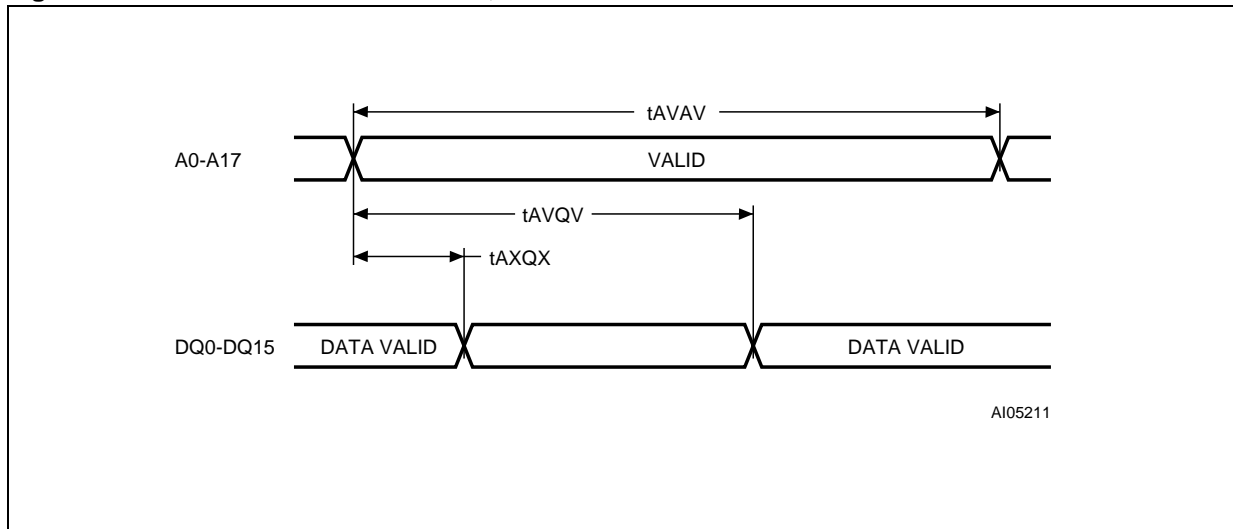 tAVAV
A0-A17 VALID
tAVQV
tAXQX
DQ0-DQ15 DATA VALID DATA VALID
AI05211